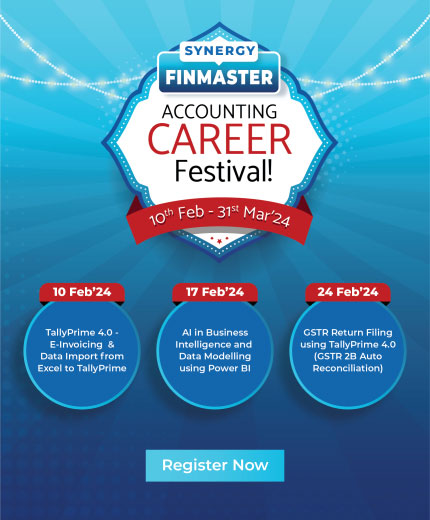 SYNERGY
FINMASTER
ACCOUNTING
CAREER
Festival!
10th Feb - 31st Mar'24
10 Feb'24
TallyPrime 4.0 -
E-Invoicing &
Data Import from
Excel to TallyPrime
17 Feb'24
AI in Business
Intelligence and
Data Modelling
using Power BI
24 Feb'24
GSTR Return Filing
using TallyPrime 4.0
(GSTR 2B Auto
Reconciliation)
Register Now